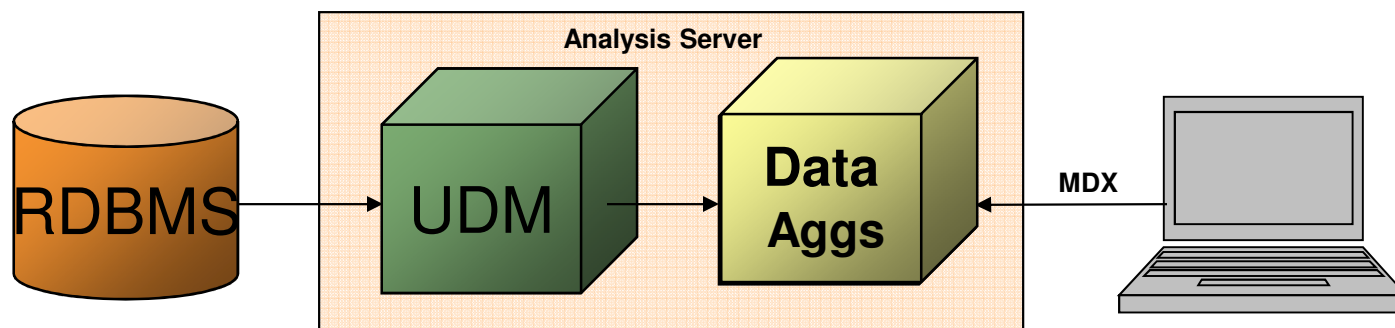 Analysis Server
RDBMS
UDM
Data
Aggs
MDX